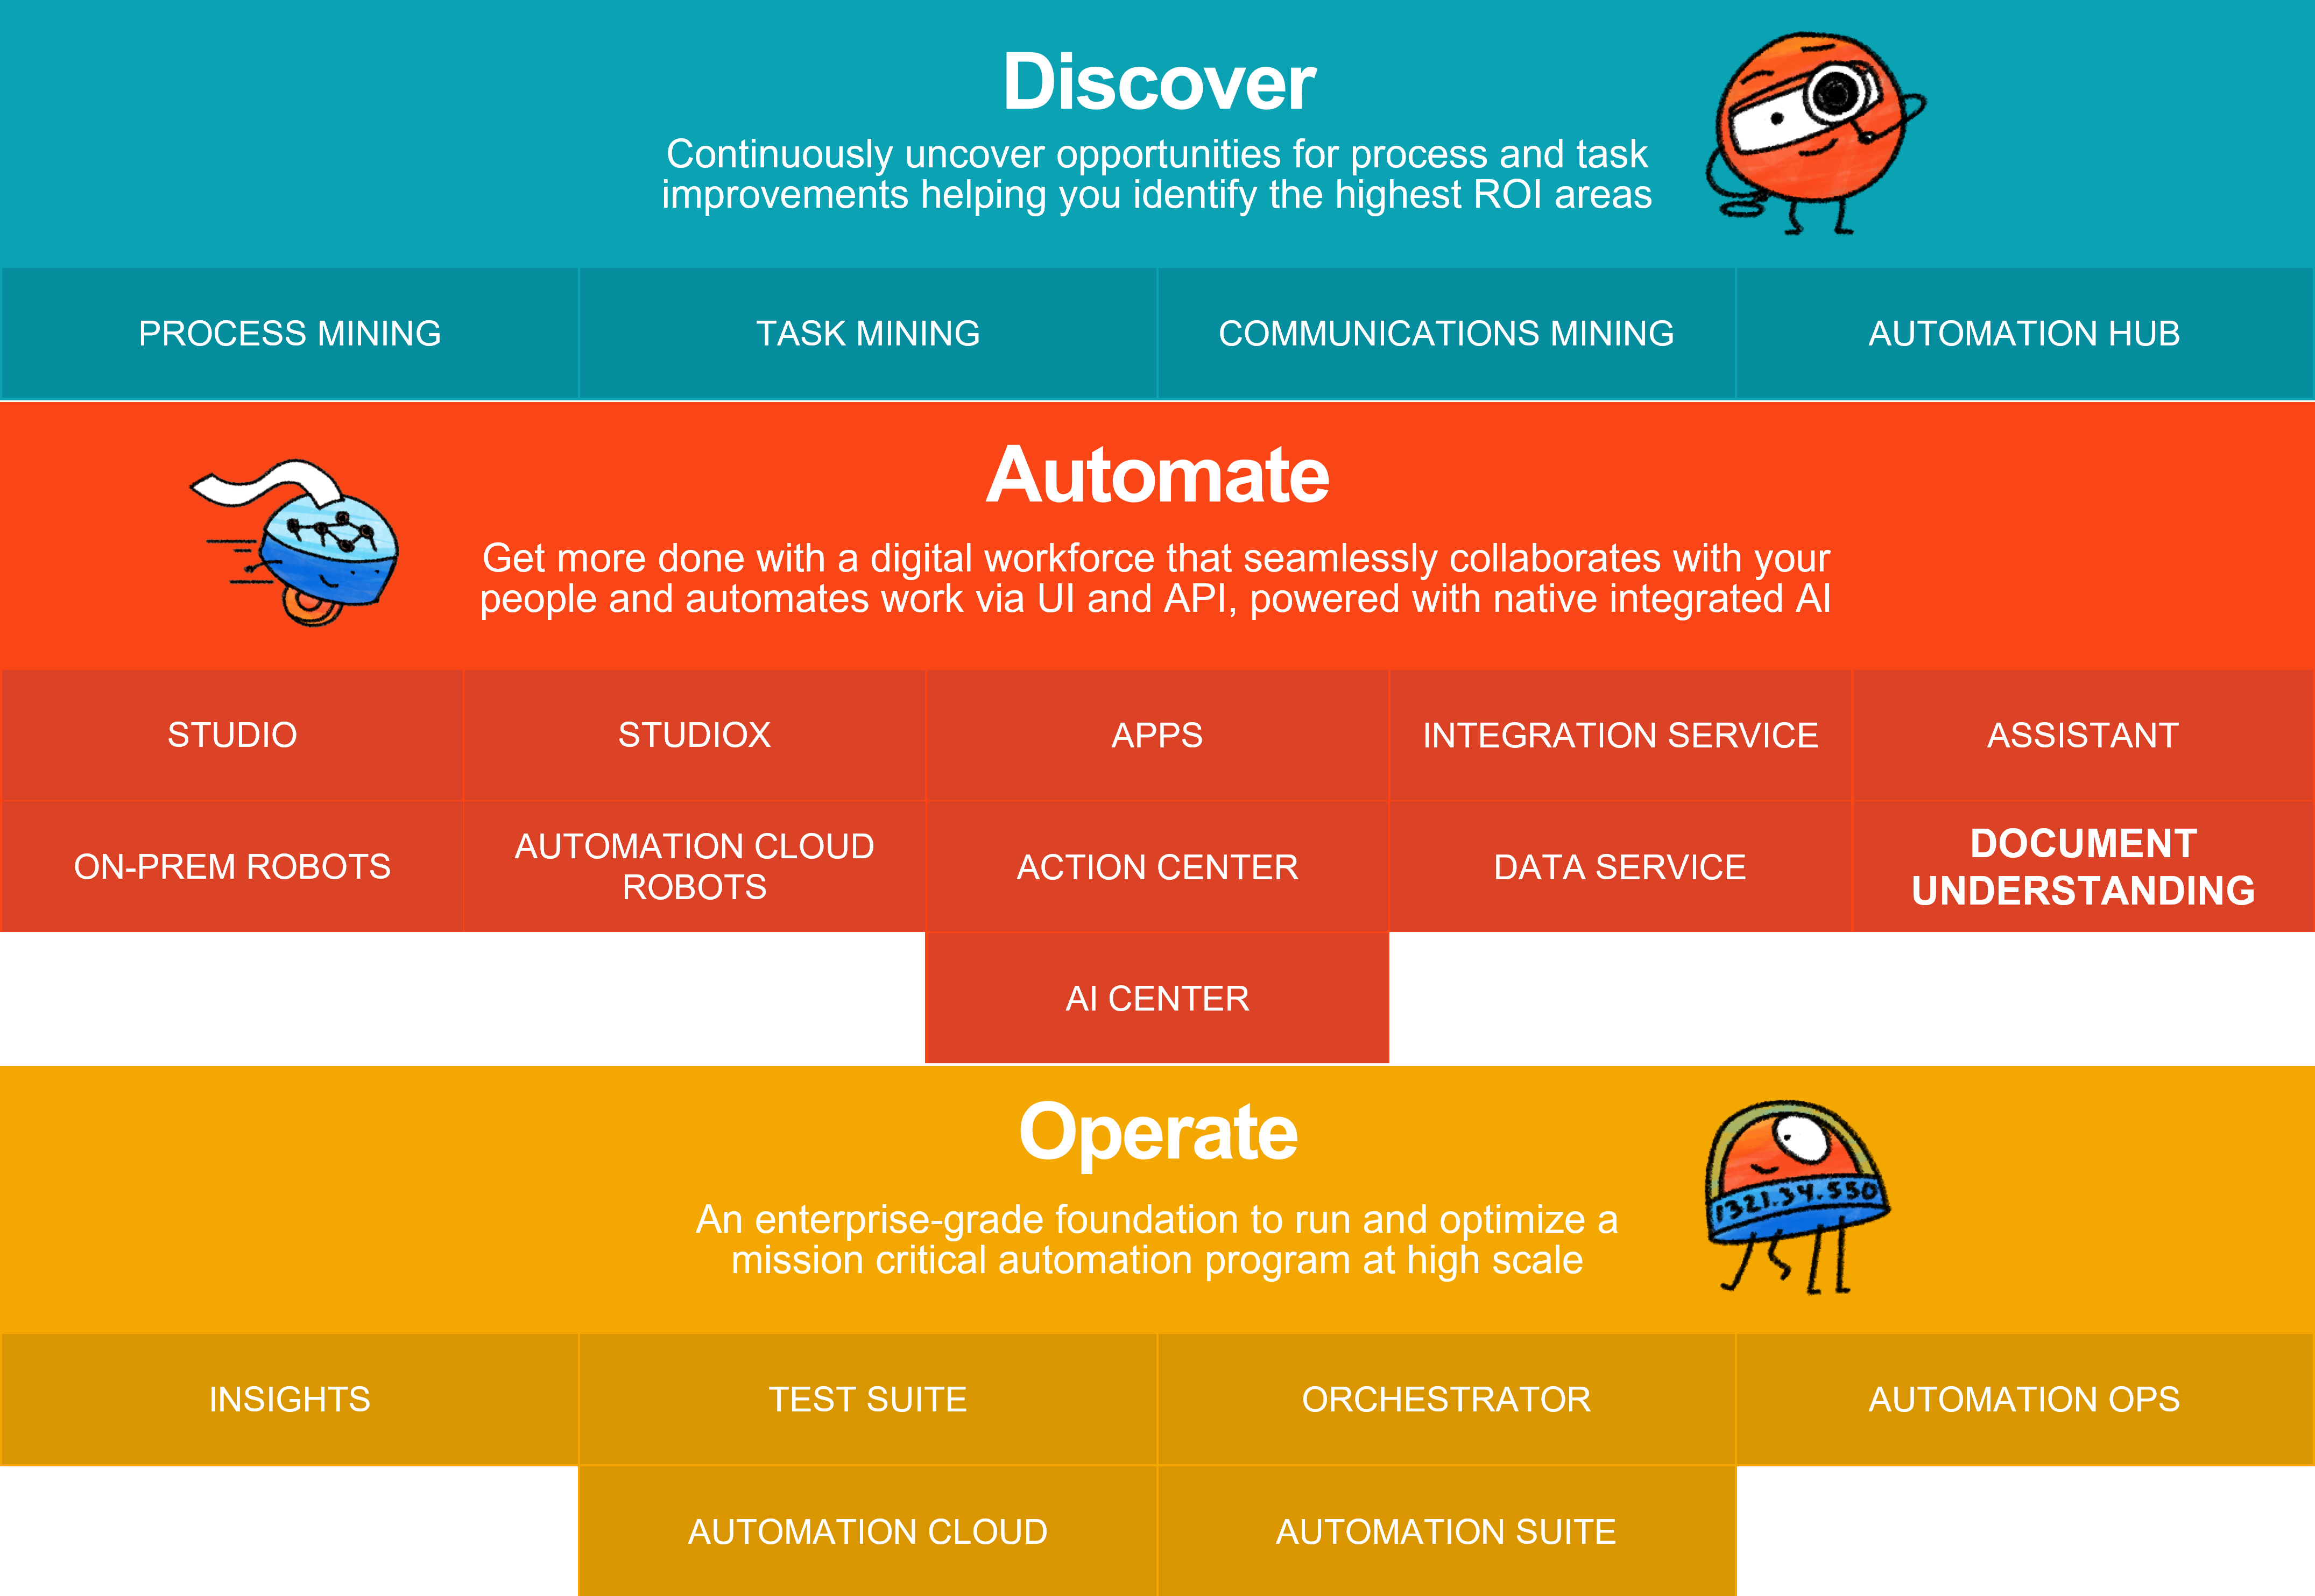 Discover
Continuously uncover opportunities for process and task
improvements helping you identify the highest ROI areas
PROCESS MINING
TASK MINING
COMMUNICATIONS MINING
AUTOMATION HUB
Automate
Get more done with a digital workforce that seamlessly collaborates with your
people and automates work via UI and API, powered with native integrated AI
STUDIO
STUDIOX
APPS
INTEGRATION SERVICE
ASSISTANT
ON-PREM ROBOTS
AUTOMATION CLOUD
ROBOTS
ACTION CENTER
DATA SERVICE
DOCUMENT
UNDERSTANDING
AI CENTER
Operate
An enterprise-grade foundation to run and optimize a
mission critical automation program at high scale
1321.34.550
INSIGHTS
TEST SUITE
ORCHESTRATOR
AUTOMATION OPS
AUTOMATION CLOUD
AUTOMATION SUITE